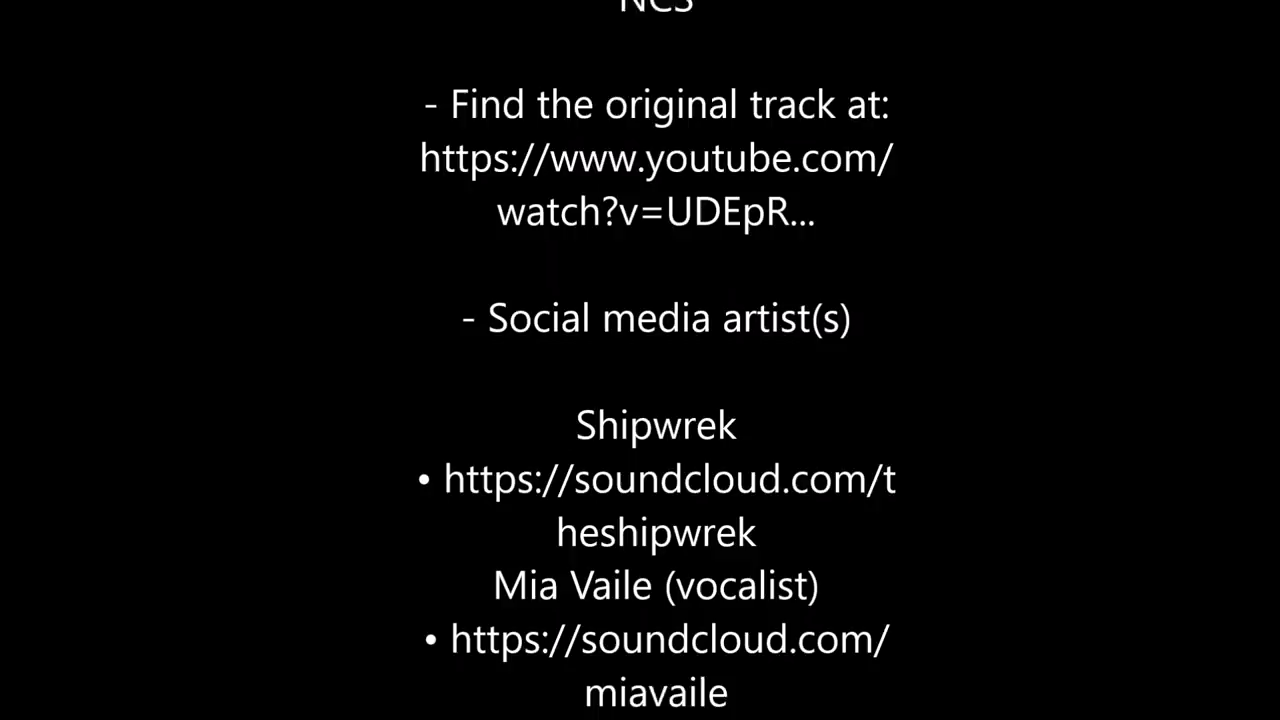 NCS
- Find the original track at:
https://www.youtube.com/
watch?v=UDEpR...
- Social media artist(s)
Shipwrek
• https://soundcloud.com/t
heshipwrek
Mia Vaile (vocalist)
• https://soundcloud.com/
miavaile